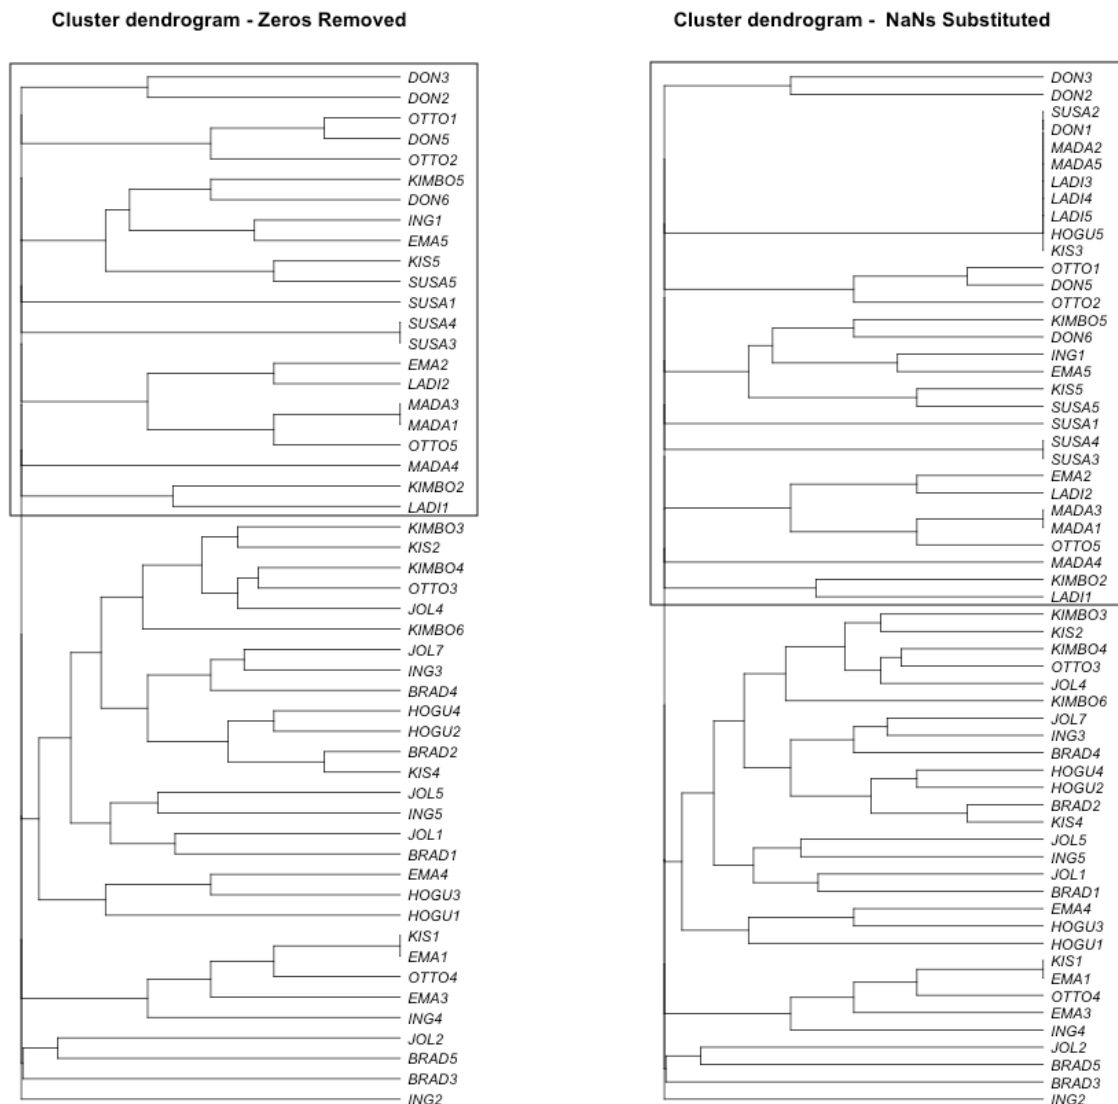 Cluster dendrogram - Zeros Removed
DON3
DON2
OTTO1
DON5
OTTO2
KIMBO5
DON6
ING1
EMA5
KIS5
SUSA5
SUSA1
SUSA4
SUSA3
EMA2
LADI2
MADA3
MADA1
OTTO5
MADA4
KIMBO2
LADI1
KIMBO3
KIS2
KIMBO4
OTTO3
JOL4
KIMBO6
JOL7
ING3
BRAD4
HOGU4
HOGU2
BRAD2
KIS4
JOL5
ING5
JOL1
BRAD1
EMA4
HOGU3
HOGU1
KIS1
EMA1
OTTO4
EMA3
ING4
JOL2
BRAD5
BRAD3
ING2
Cluster dendrogram - NaNs Substituted
DON3
DON2
SUSA2
DON1
MADA2
MADA5
LADI3
LADI4
LADI5
HOGU5
KIS3
OTTO1
DON5
OTTO2
KIMBO5
DON6
ING1
EMA5
KIS5
SUSA5
SUSA1
SUSA4
SUSA3
EMA2
LADI2
MADA3
MADA1
OTTO5
MADA4
KIMBO2
LADI1
KIMBO3
KIS2
KIMBO4
OTTO3
JOL4
KIMBO6
JOL7
ING3
BRAD4
HOGU4
HOGU2
BRAD2
KIS4
JOL5
ING5
JOL1
BRAD1
EMA4
HOGU3
HOGU1
KIS1
EMA1
OTTO4
EMA3
ING4
JOL2
BRAD5
BRAD3
ING2